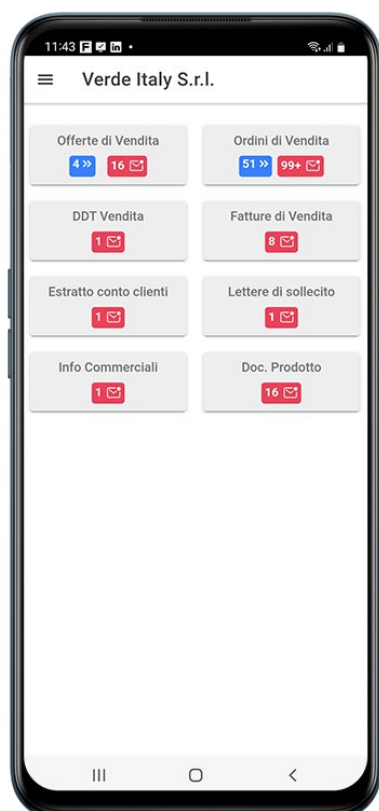 11:43
Verde Italy S.r.l.
Offerte di Vendita
4 »
16
Ordini di Vendita
51 »
99+
DDT Vendita
1
Fatture di Vendita
8
Estratto conto clienti
1
Lettere di sollecito
1
Info Commerciali
1
Doc. Prodotto
16